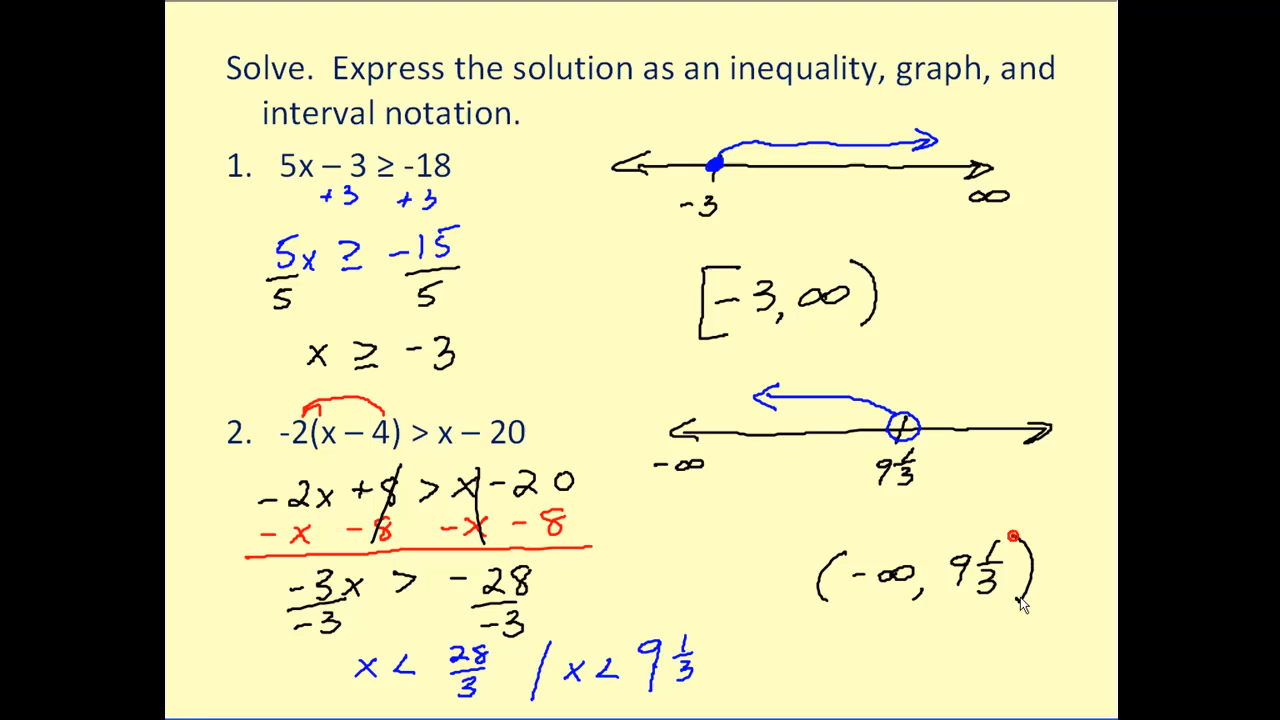 Solve. Express the solution as an inequality, graph, and
interval notation.
1. 5x – 3 ≥ -18
+3 +3
5x ≥ -15
5 5
x ≥ -3
-3 ∞
[-3, ∞)
2. -2(x – 4) > x – 20
-2x + 8 > x - 20
- x - 8 - x - 8
-3x > -28
-3 -3
x < 28/3 / x < 9 1/3
-∞ 9 1/3
(-∞, 9 1/3)